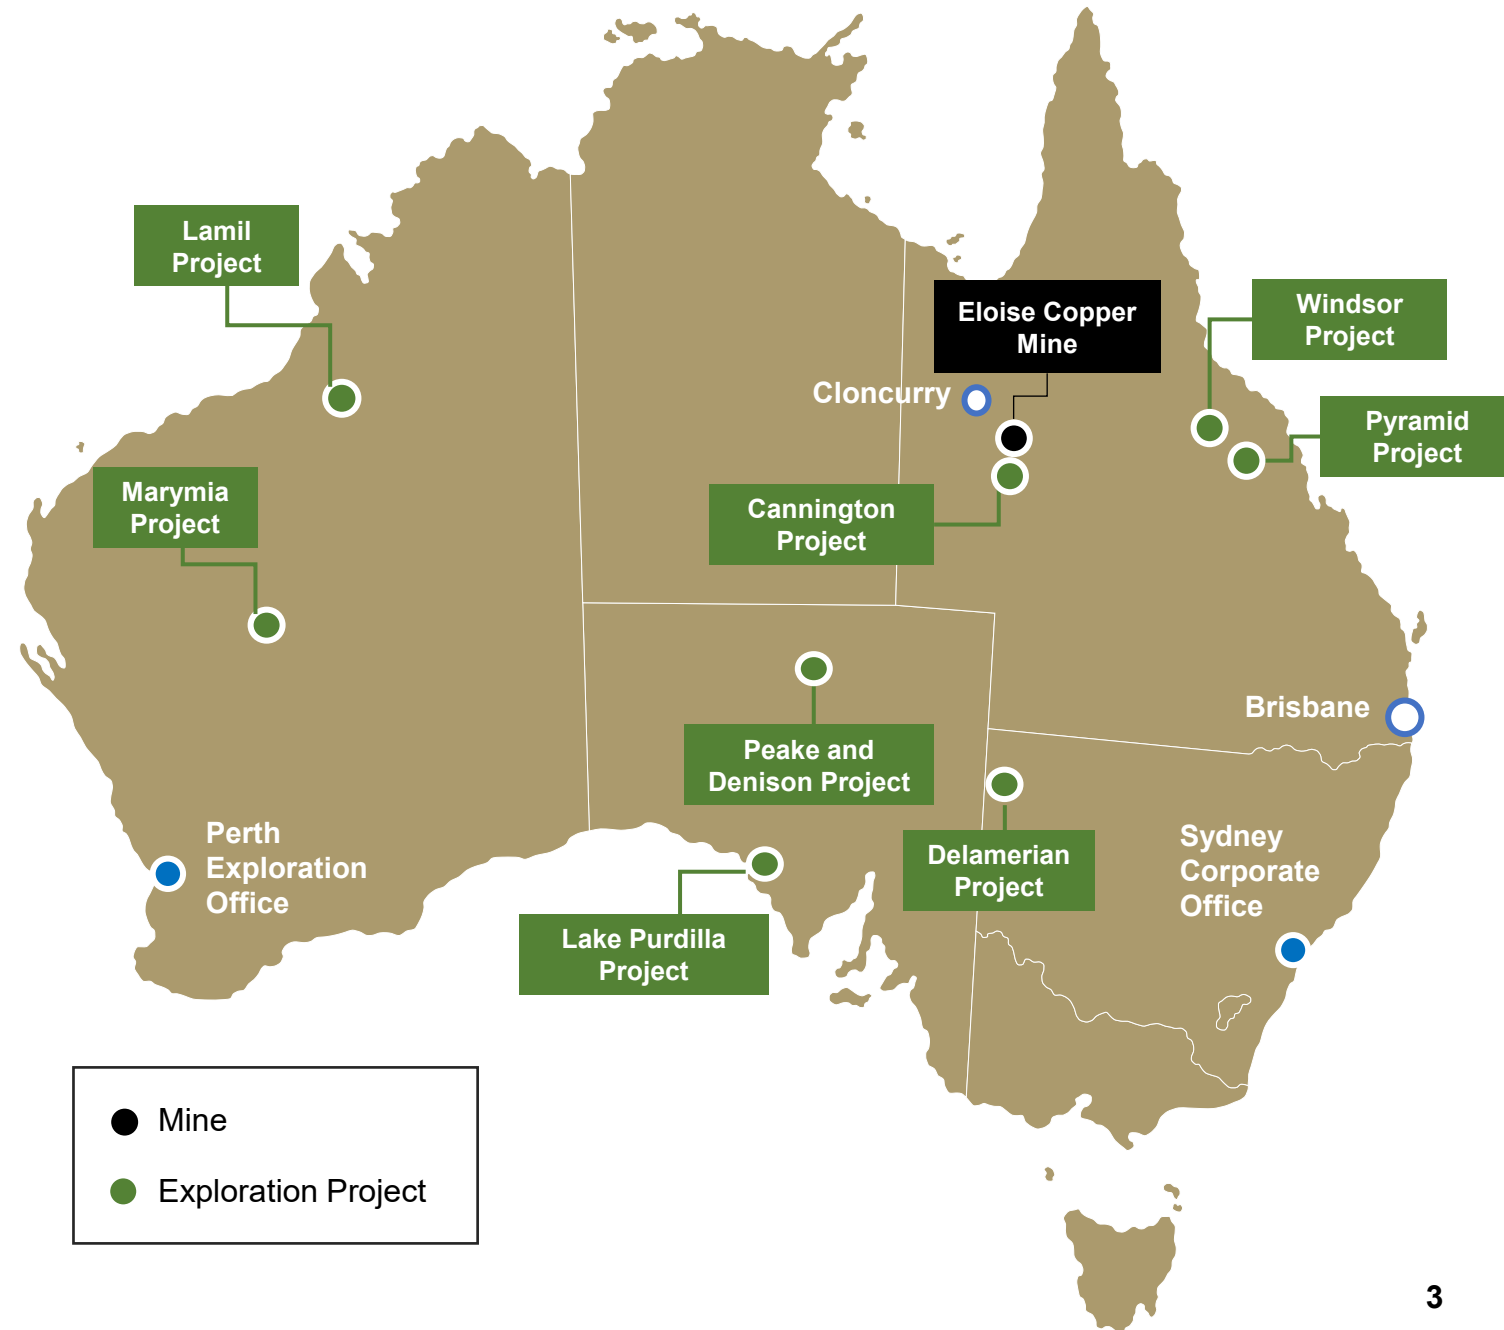 Lamil
Project
Eloise Copper
Mine
Windsor
Project
Cloncurry
Pyramid
Project
Marymia
Project
Cannington
Project
Brisbane
Peake and
Denison Project
Perth
Exploration
Office
Delamerian
Project
Sydney
Corporate
Office
Lake Purdilla
Project
Mine
Exploration Project
3